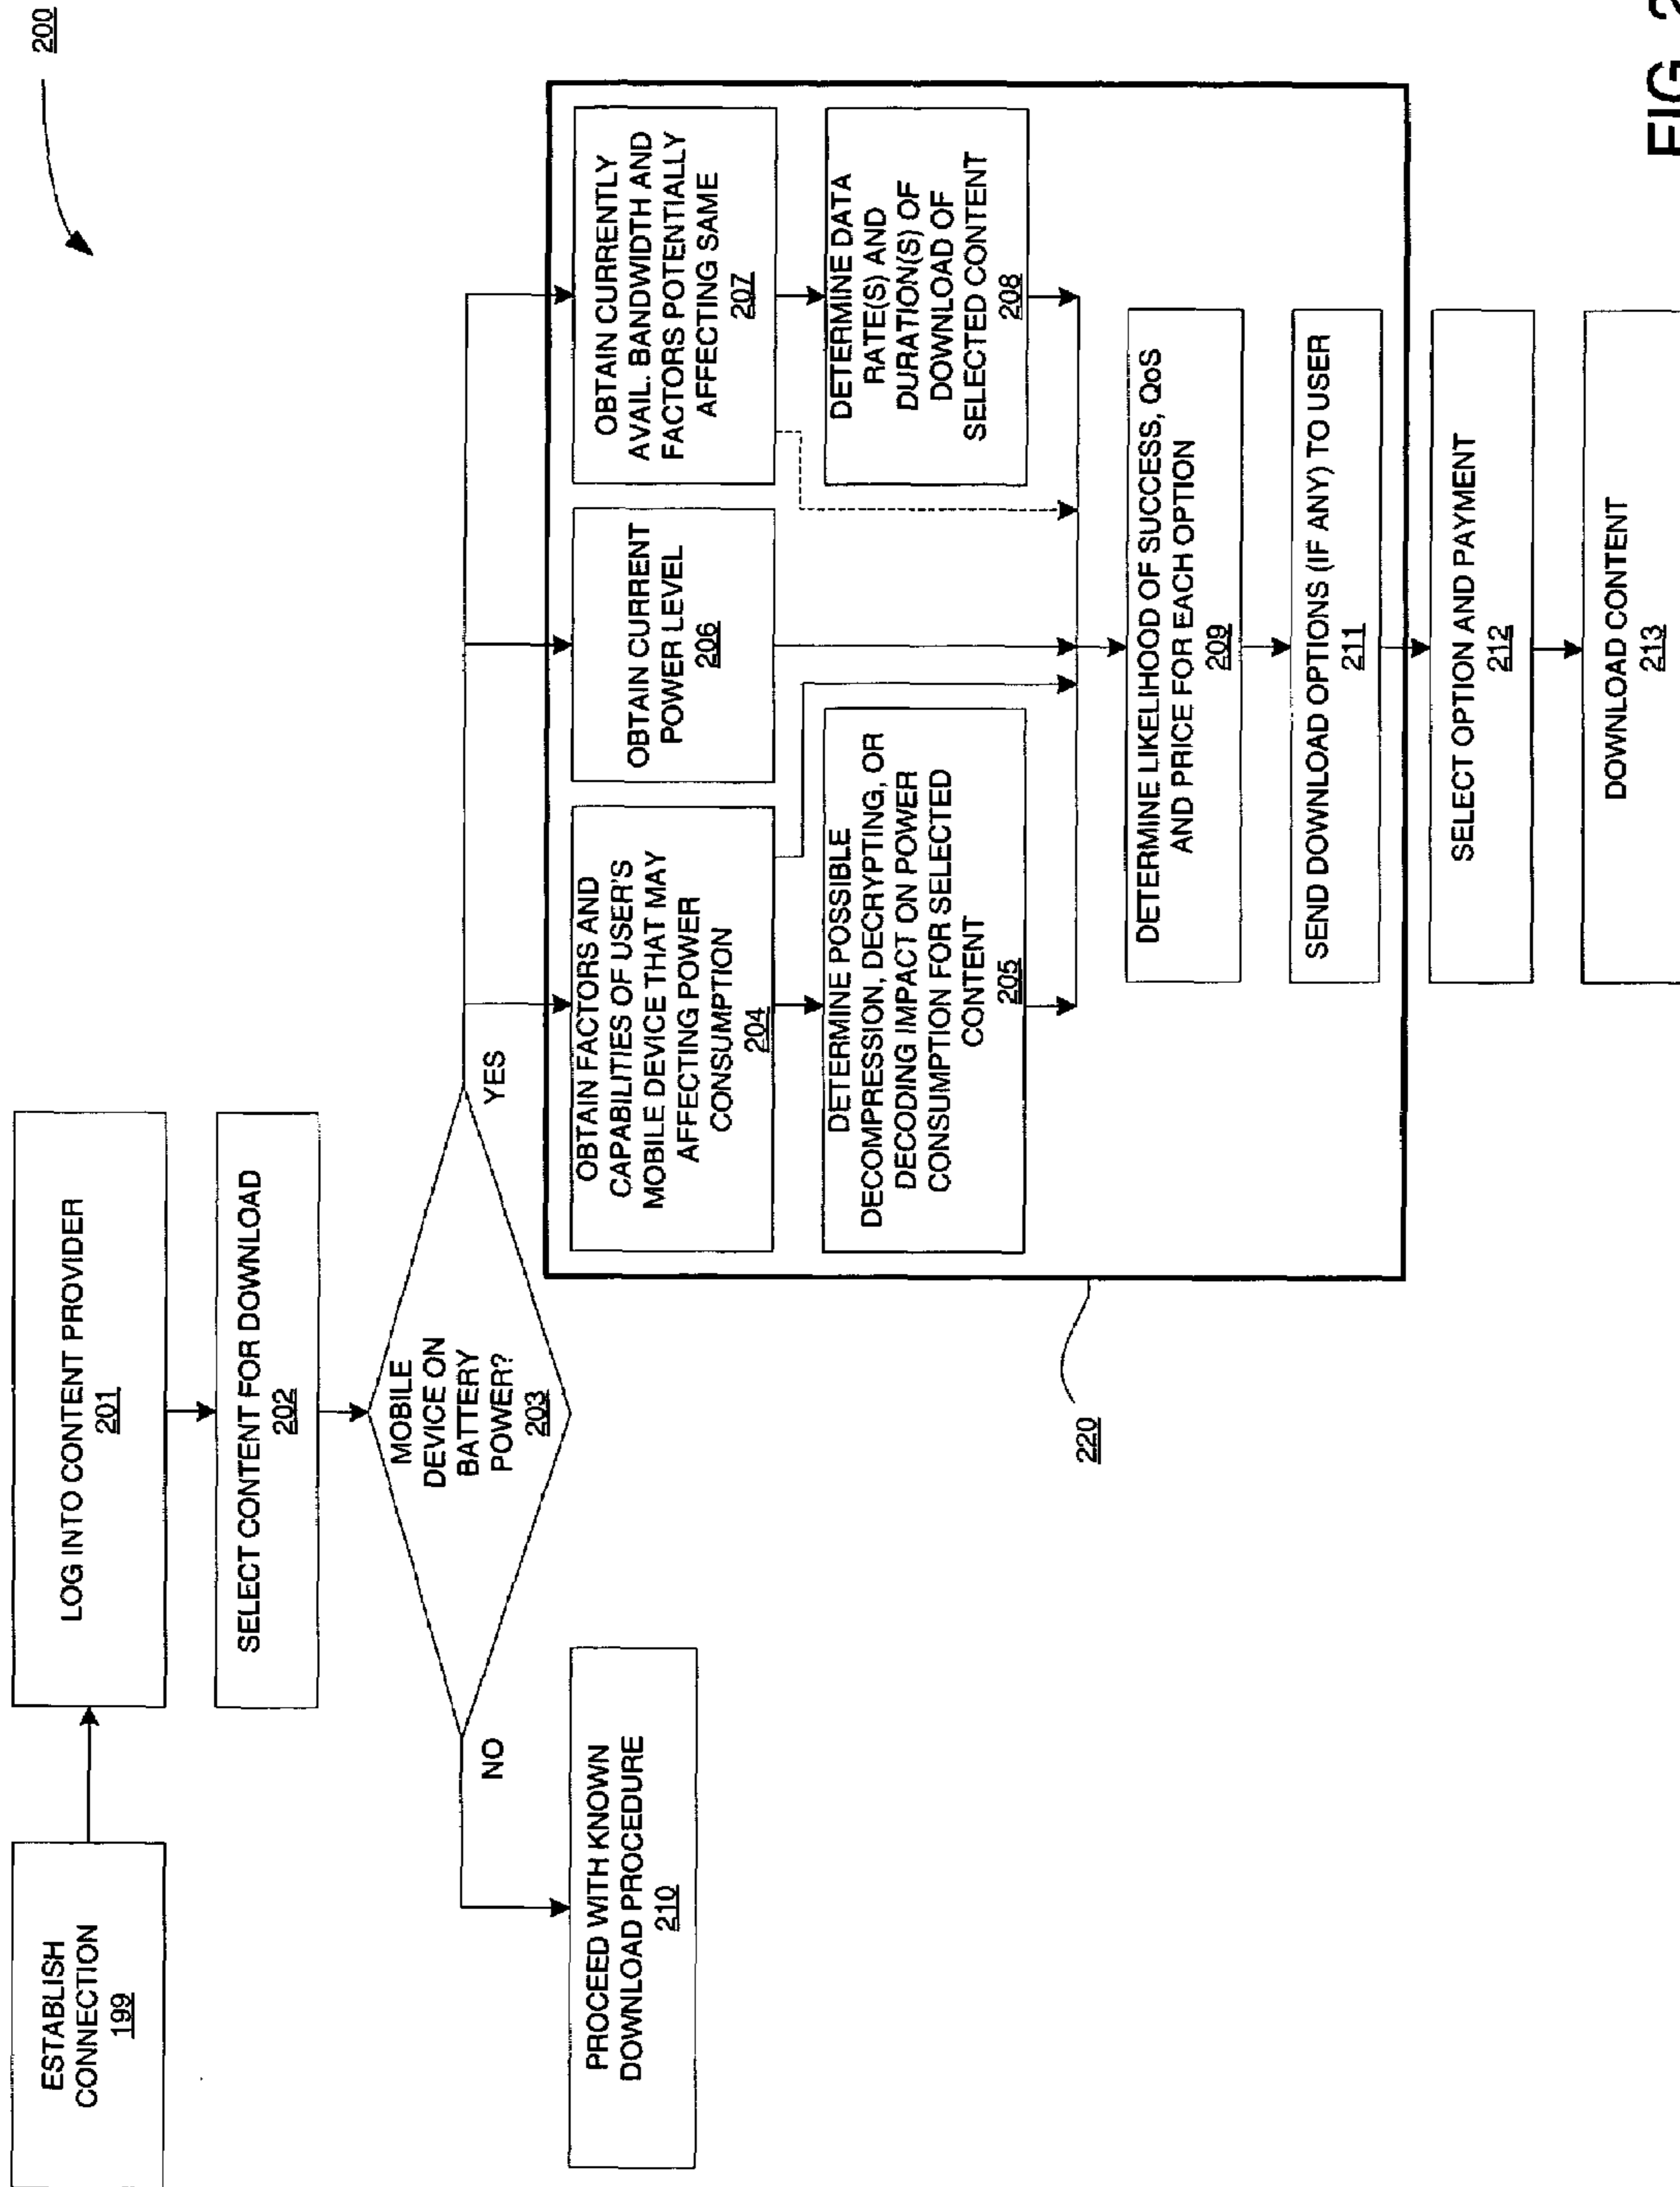 200
ESTABLISH
CONNECTION
199
LOG INTO CONTENT PROVIDER
201
SELECT CONTENT FOR DOWNLOAD
202
MOBILE
DEVICE ON
BATTERY
POWER?
203
NO
YES
PROCEED WITH KNOWN
DOWNLOAD PROCEDURE
210
OBTAIN FACTORS AND
CAPABILITIES OF USER'S
MOBILE DEVICE THAT MAY
AFFECTING POWER
CONSUMPTION
204
OBTAIN CURRENT
POWER LEVEL
206
OBTAIN CURRENTLY
AVAIL. BANDWIDTH AND
FACTORS POTENTIALLY
AFFECTING SAME
207
DETERMINE POSSIBLE
DECOMPRESSION, DECRYPTING, OR
DECODING IMPACT ON POWER
CONSUMPTION FOR SELECTED
CONTENT
205
DETERMINE DATA
RATE(S) AND
DURATION(S) OF
DOWNLOAD OF
SELECTED CONTENT
208
220
DETERMINE LIKELIHOOD OF SUCCESS, QoS
AND PRICE FOR EACH OPTION
209
SEND DOWNLOAD OPTIONS (IF ANY) TO USER
211
SELECT OPTION AND PAYMENT
212
DOWNLOAD CONTENT
213
FIG. 2